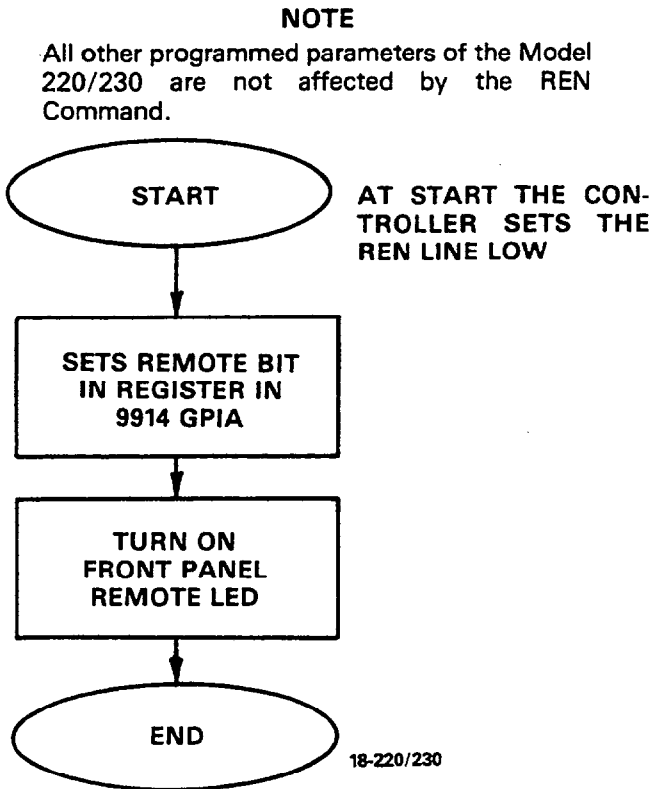 NOTE
All other programmed parameters of the Model
220/230 are not affected by the REN
Command.
START
AT START THE CON-
TROLLER SETS THE
REN LINE LOW
SETS REMOTE BIT
IN REGISTER IN
9914 GPIA
TURN ON
FRONT PANEL
REMOTE LED
END
18-220/230